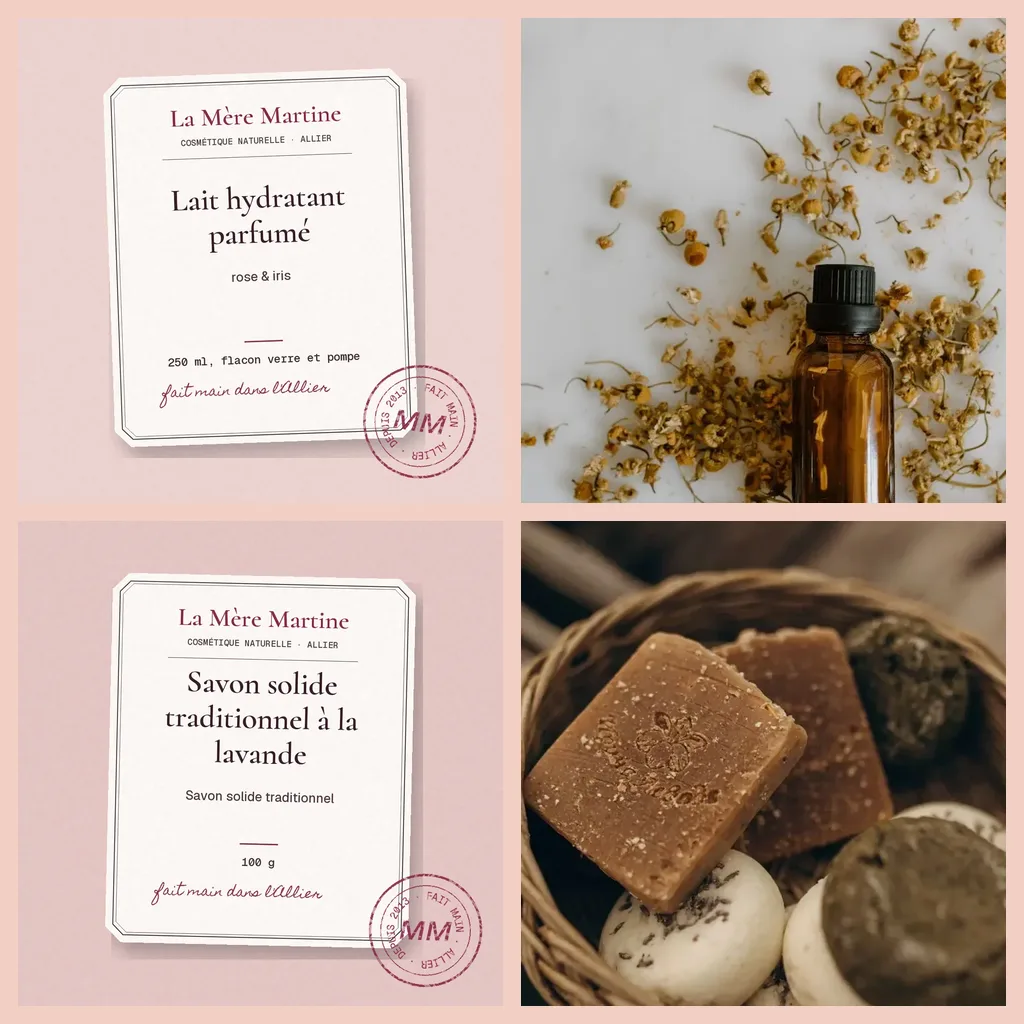 La Mère Martine
COSMÉTIQUE NATURELLE · ALLIER
Lait hydratant
parfumé
rose & iris
250 ml, flacon verre et pompe
fait main dans l'Allier
DEPUIS 2013 · FAIT MAIN · ALLIER ·
MM
La Mère Martine
COSMÉTIQUE NATURELLE · ALLIER
Savon solide
traditionnel à la
lavande
Savon solide traditionnel
100 g
fait main dans l'Allier
DEPUIS 2013 · FAIT MAIN · ALLIER ·
MM